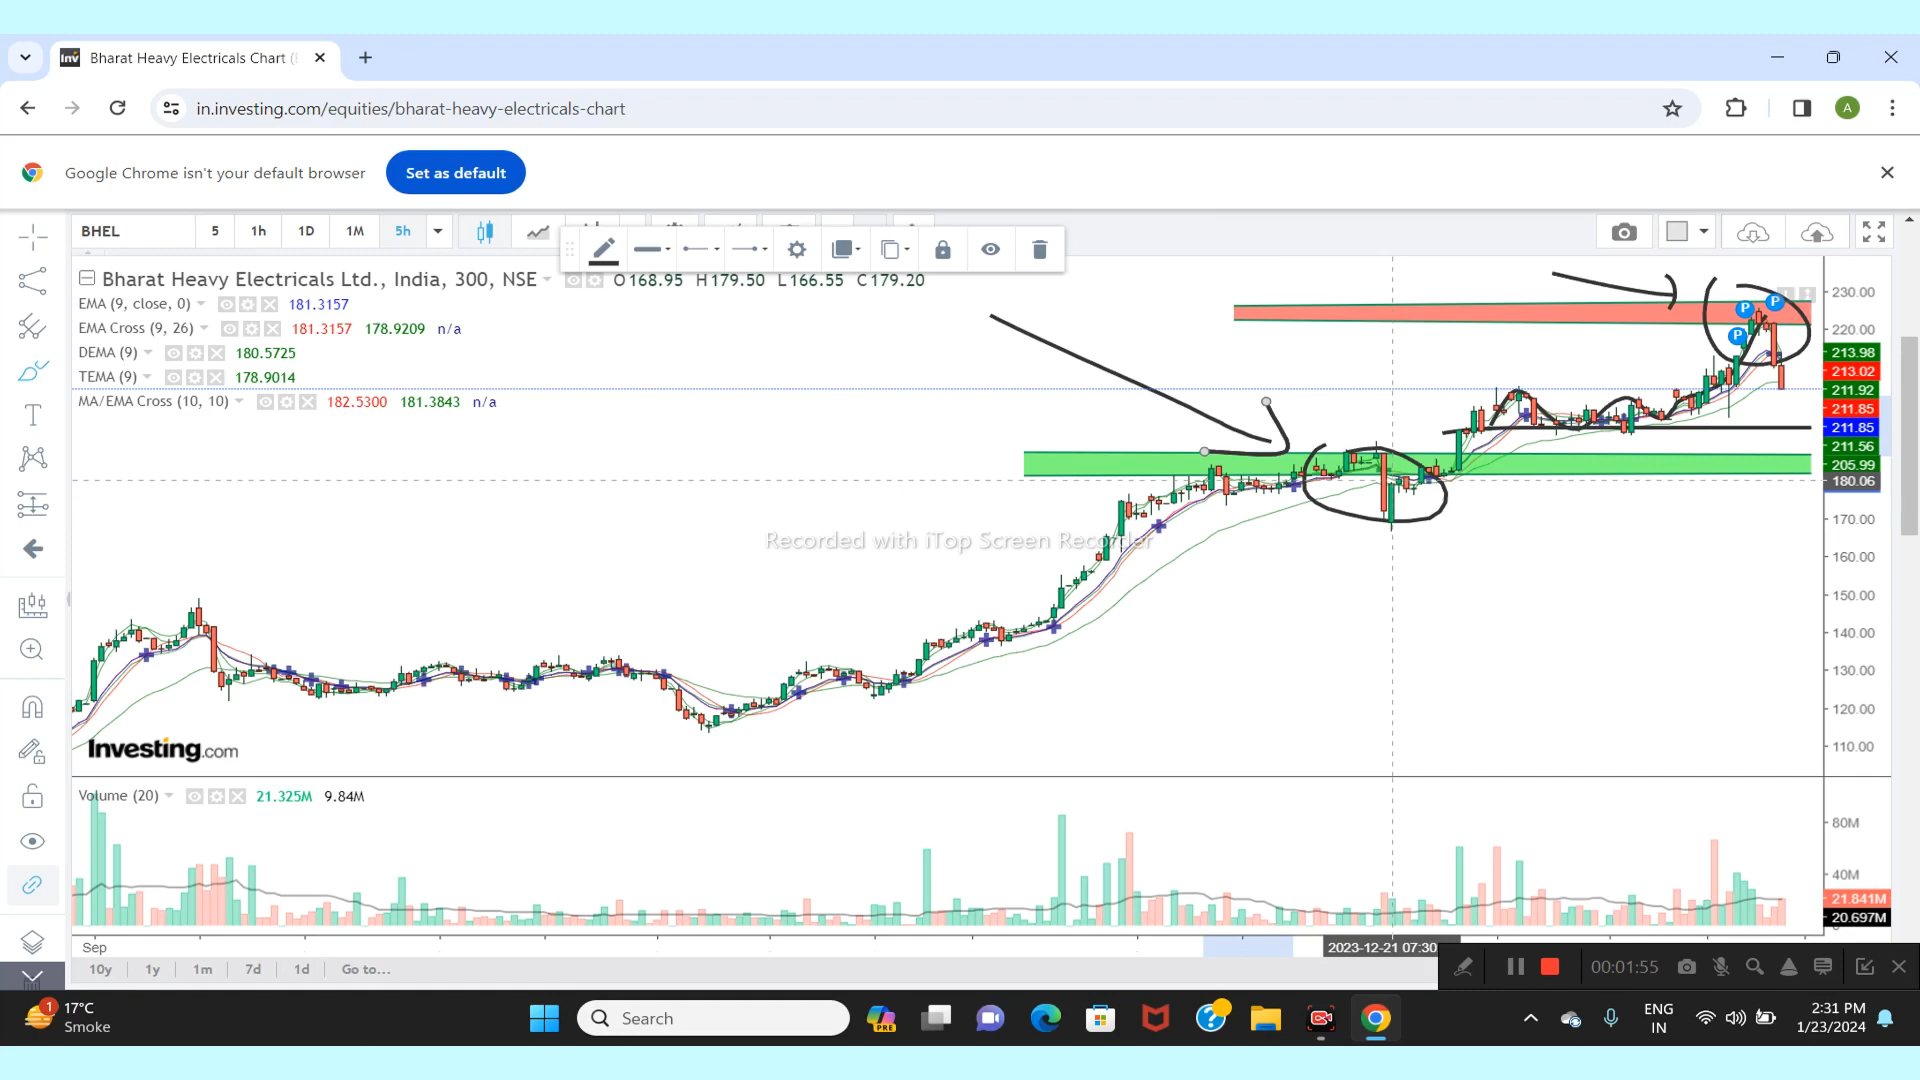 Bharat Heavy Electricals Chart (
in.investing.com/equities/bharat-heavy-electricals-chart
A
Google Chrome isn't your default browser
Set as default
BHEL 5 1h 1D 1M 5h
Bharat Heavy Electricals Ltd., India, 300, NSE O168.95 H179.50 L166.55 C179.20
EMA (9, close, 0) 181.3157
EMA Cross (9, 26) 181.3157 178.9209 n/a
DEMA (9) 180.5725
TEMA (9) 178.9014
MA/EMA Cross (10, 10) 182.5300 181.3843 n/a
P P
P
230.00
220.00
213.98
213.02
211.92
211.85
211.85
211.56
205.99
180.06
170.00
160.00
150.00
140.00
130.00
120.00
110.00
Recorded with iTop Screen Recorder
Investing.com
Volume (20) 21.325M 9.84M
80M
40M
21.841M
20.697M
Sep
2023-12-21 07:30
10y 1y 1m 7d 1d Go to...
00:01:55
1
17°C
Smoke
Search
PRE
ENG
IN
2:31 PM
1/23/2024